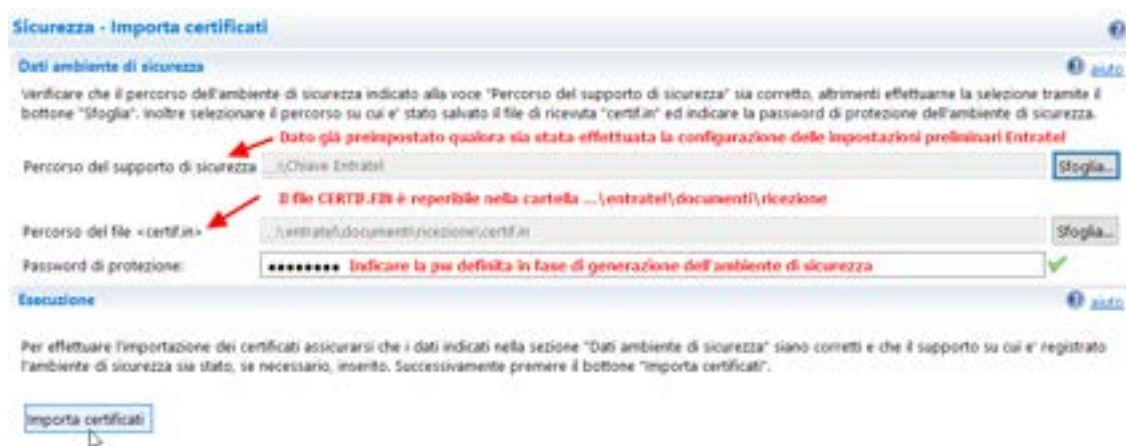 Sicurezza - Importa certificati
Dati ambiente di sicurezza
aiuto
Verificare che il percorso dell'ambiente di sicurezza indicato alla voce "Percorso del supporto di sicurezza" sia corretto, altrimenti effettuarne la selezione tramite il
bottone "Sfoglia". Inoltre selezionare il percorso su cui e' stato salvato il file di ricevuta "certif.in" ed indicare la password di protezione dell'ambiente di sicurezza.
Dato già preimpostato qualora sia stata effettuata la configurazione delle impostazioni preliminari Entratel
Percorso del supporto di sicurezza ...\Chiave Entratel Sfoglia...
Il file CERTIF.FIN è reperibile nella cartella ...\entratel\documenti\ricezione
Percorso del file <certif.in> ...\entratel\documenti\ricezione\certif.in Sfoglia...
Password di protezione: ●●●●●●●● Indicare la pw definita in fase di generazione dell'ambiente di sicurezza
Esecuzione
aiuto
Per effettuare l'importazione dei certificati assicurarsi che i dati indicati nella sezione "Dati ambiente di sicurezza" siano corretti e che il supporto su cui e' registrato
l'ambiente di sicurezza sia stato, se necessario, inserito. Successivamente premere il bottone "Importa certificati".
Importa certificati